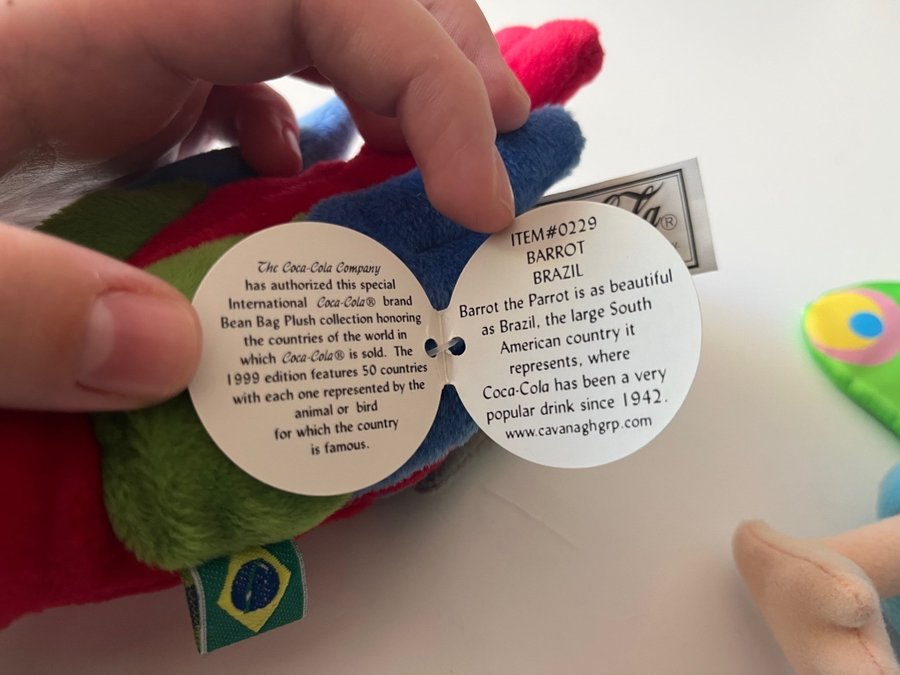 The Coca-Cola Company
has authorized this special
International Coca-Cola® brand
Bean Bag Plush collection honoring
the countries of the world in
which Coca-Cola® is sold. The
1999 edition features 50 countries
with each one represented by the
animal or bird
for which the country
is famous.
ITEM#0229
BARROT
BRAZIL
Barrot the Parrot is as beautiful
as Brazil, the large South
American country it
represents, where
Coca-Cola has been a very
popular drink since 1942.
www.cavanaghgrp.com